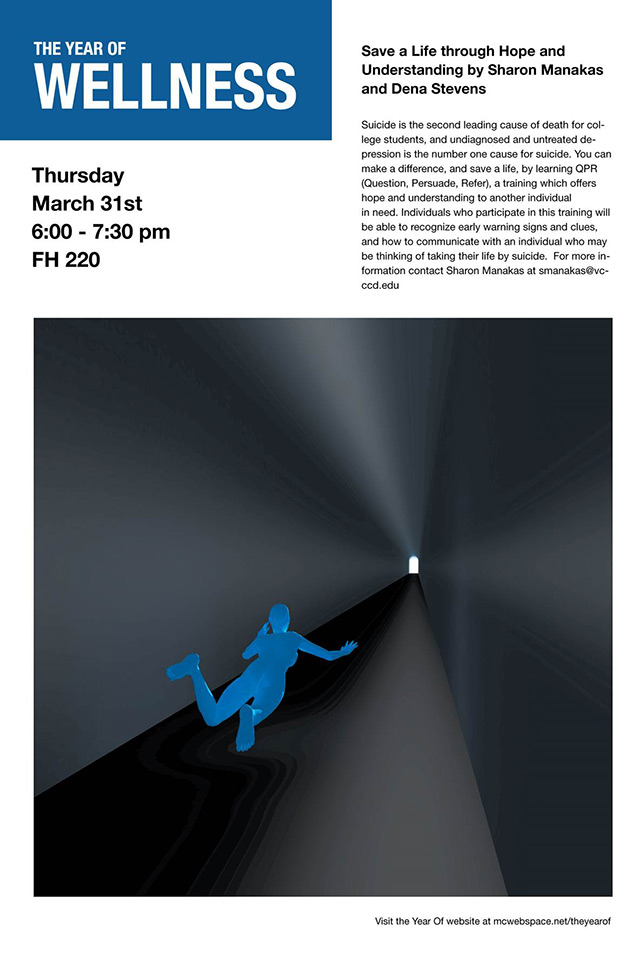 THE YEAR OF
WELLNESS
Thursday
March 31st
6:00 - 7:30 pm
FH 220
Save a Life through Hope and
Understanding by Sharon Manakas
and Dena Stevens
Suicide is the second leading cause of death for col-
lege students, and undiagnosed and untreated de-
pression is the number one cause for suicide. You can
make a difference, and save a life, by learning QPR
(Question, Persuade, Refer), a training which offers
hope and understanding to another individual
in need. Individuals who participate in this training will
be able to recognize early warning signs and clues,
and how to communicate with an individual who may
be thinking of taking their life by suicide.  For more in-
formation contact Sharon Manakas at smanakas@vc-
ccd.edu
Visit the Year Of website at mcwebspace.net/theyearof